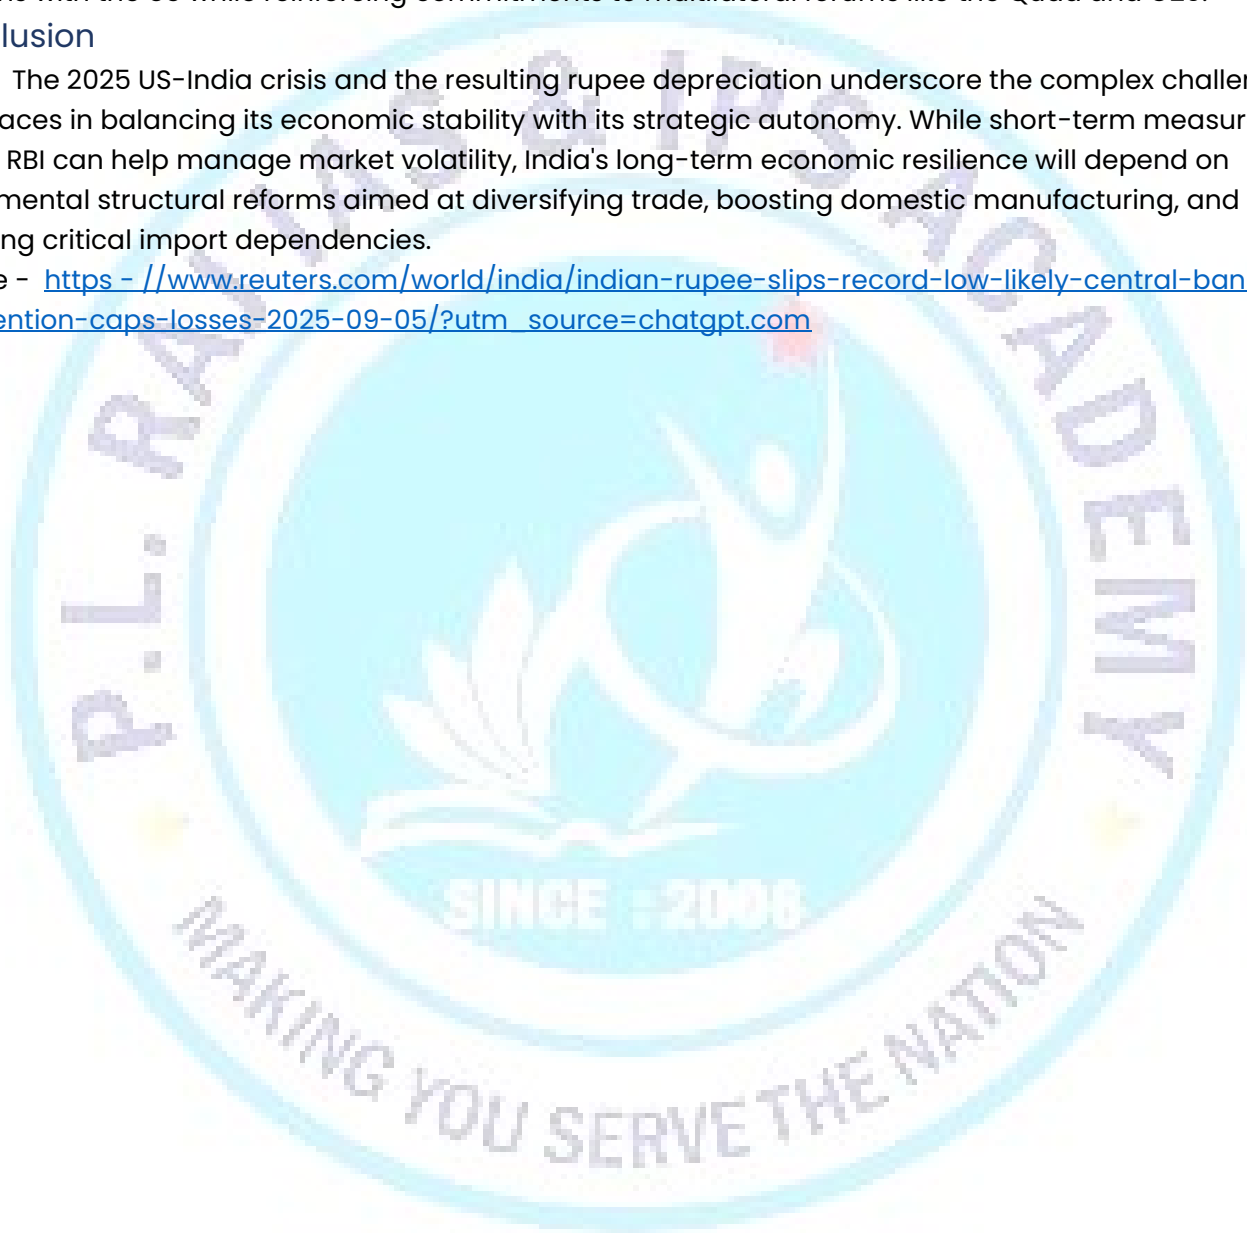 lusion
The 2025 US-India crisis and the resulting rupee depreciation underscore the complex challen
aces in balancing its economic stability with its strategic autonomy. While short-term measur
RBI can help manage market volatility, India's long-term economic resilience will depend on
mental structural reforms aimed at diversifying trade, boosting domestic manufacturing, and
ng critical import dependencies.
e - https - //www.reuters.com/world/india/indian-rupee-slips-record-low-likely-central-ban
ention-caps-losses-2025-09-05/?utm_source=chatgpt.com
P.L. RAJ IAS & IPS ACADEMY
SINCE : 2006
MAKING YOU SERVE THE NATION